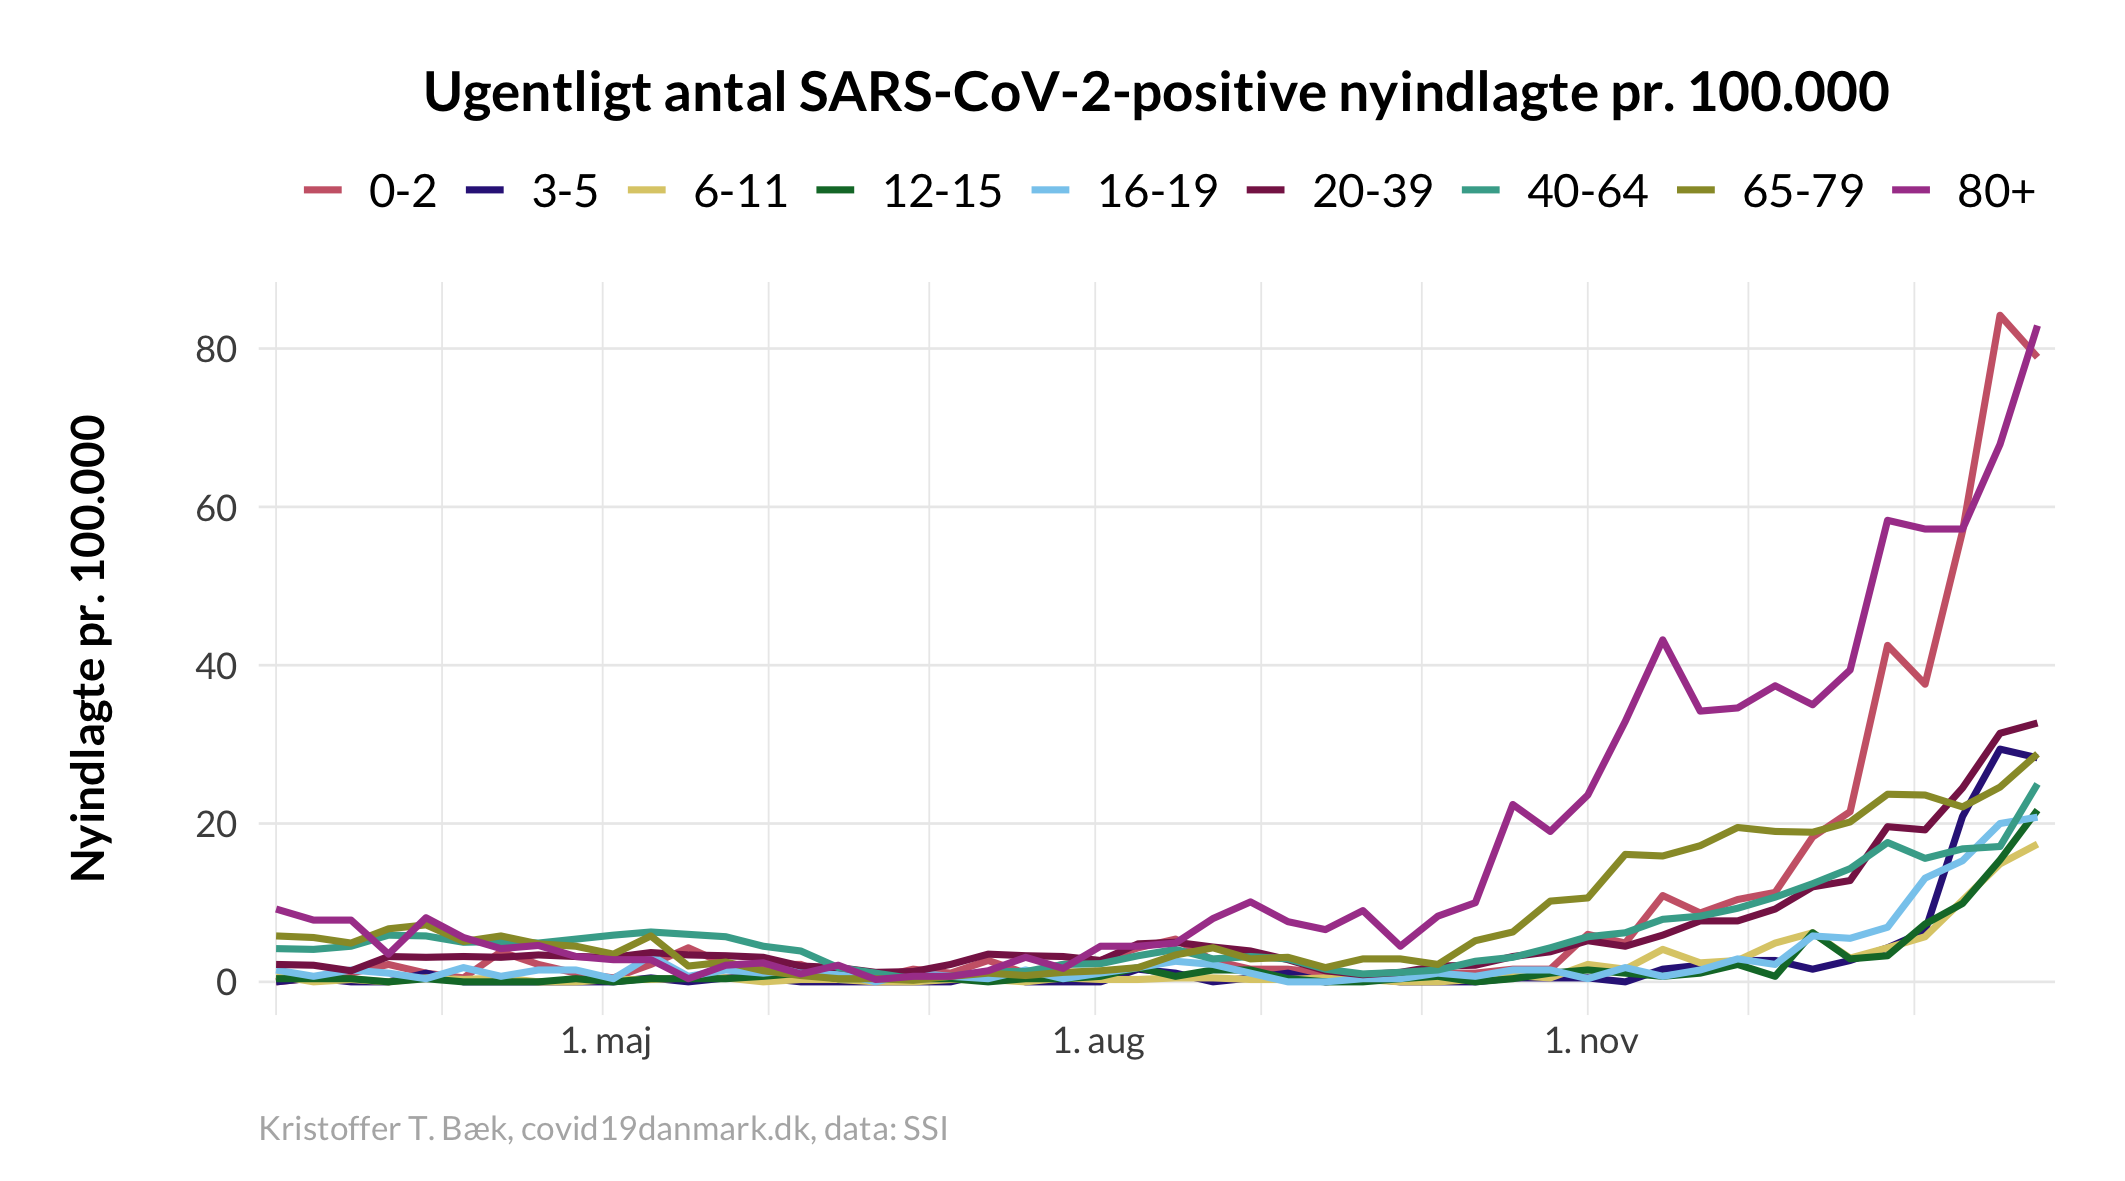 Ugentligt antal SARS-CoV-2-positive nyindlagte pr. 100.000
0-2 3-5 6-11 12-15 16-19 20-39 40-64 65-79 80+
Nyindlagte pr. 100.000
80
60
40
20
0
1. maj 1. aug 1. nov
Kristoffer T. Bæk, covid19danmark.dk, data: SSI